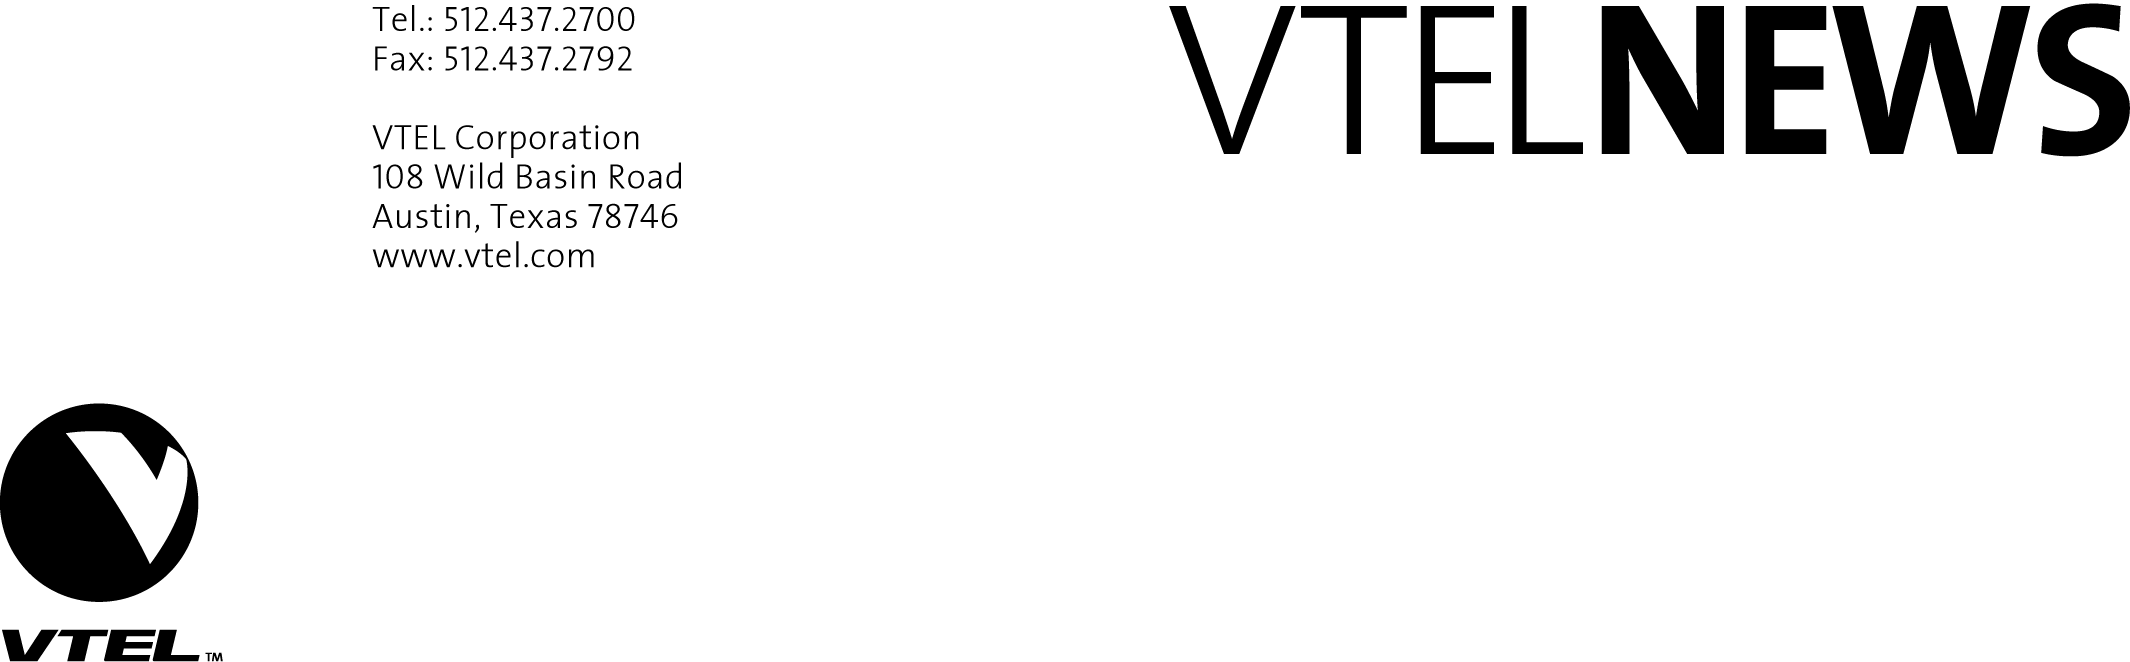 Tel.: 512.437.2700
Fax: 512.437.2792
VTEL Corporation
108 Wild Basin Road
Austin, Texas 78746
www.vtel.com
VTELNEWS
VTEL™